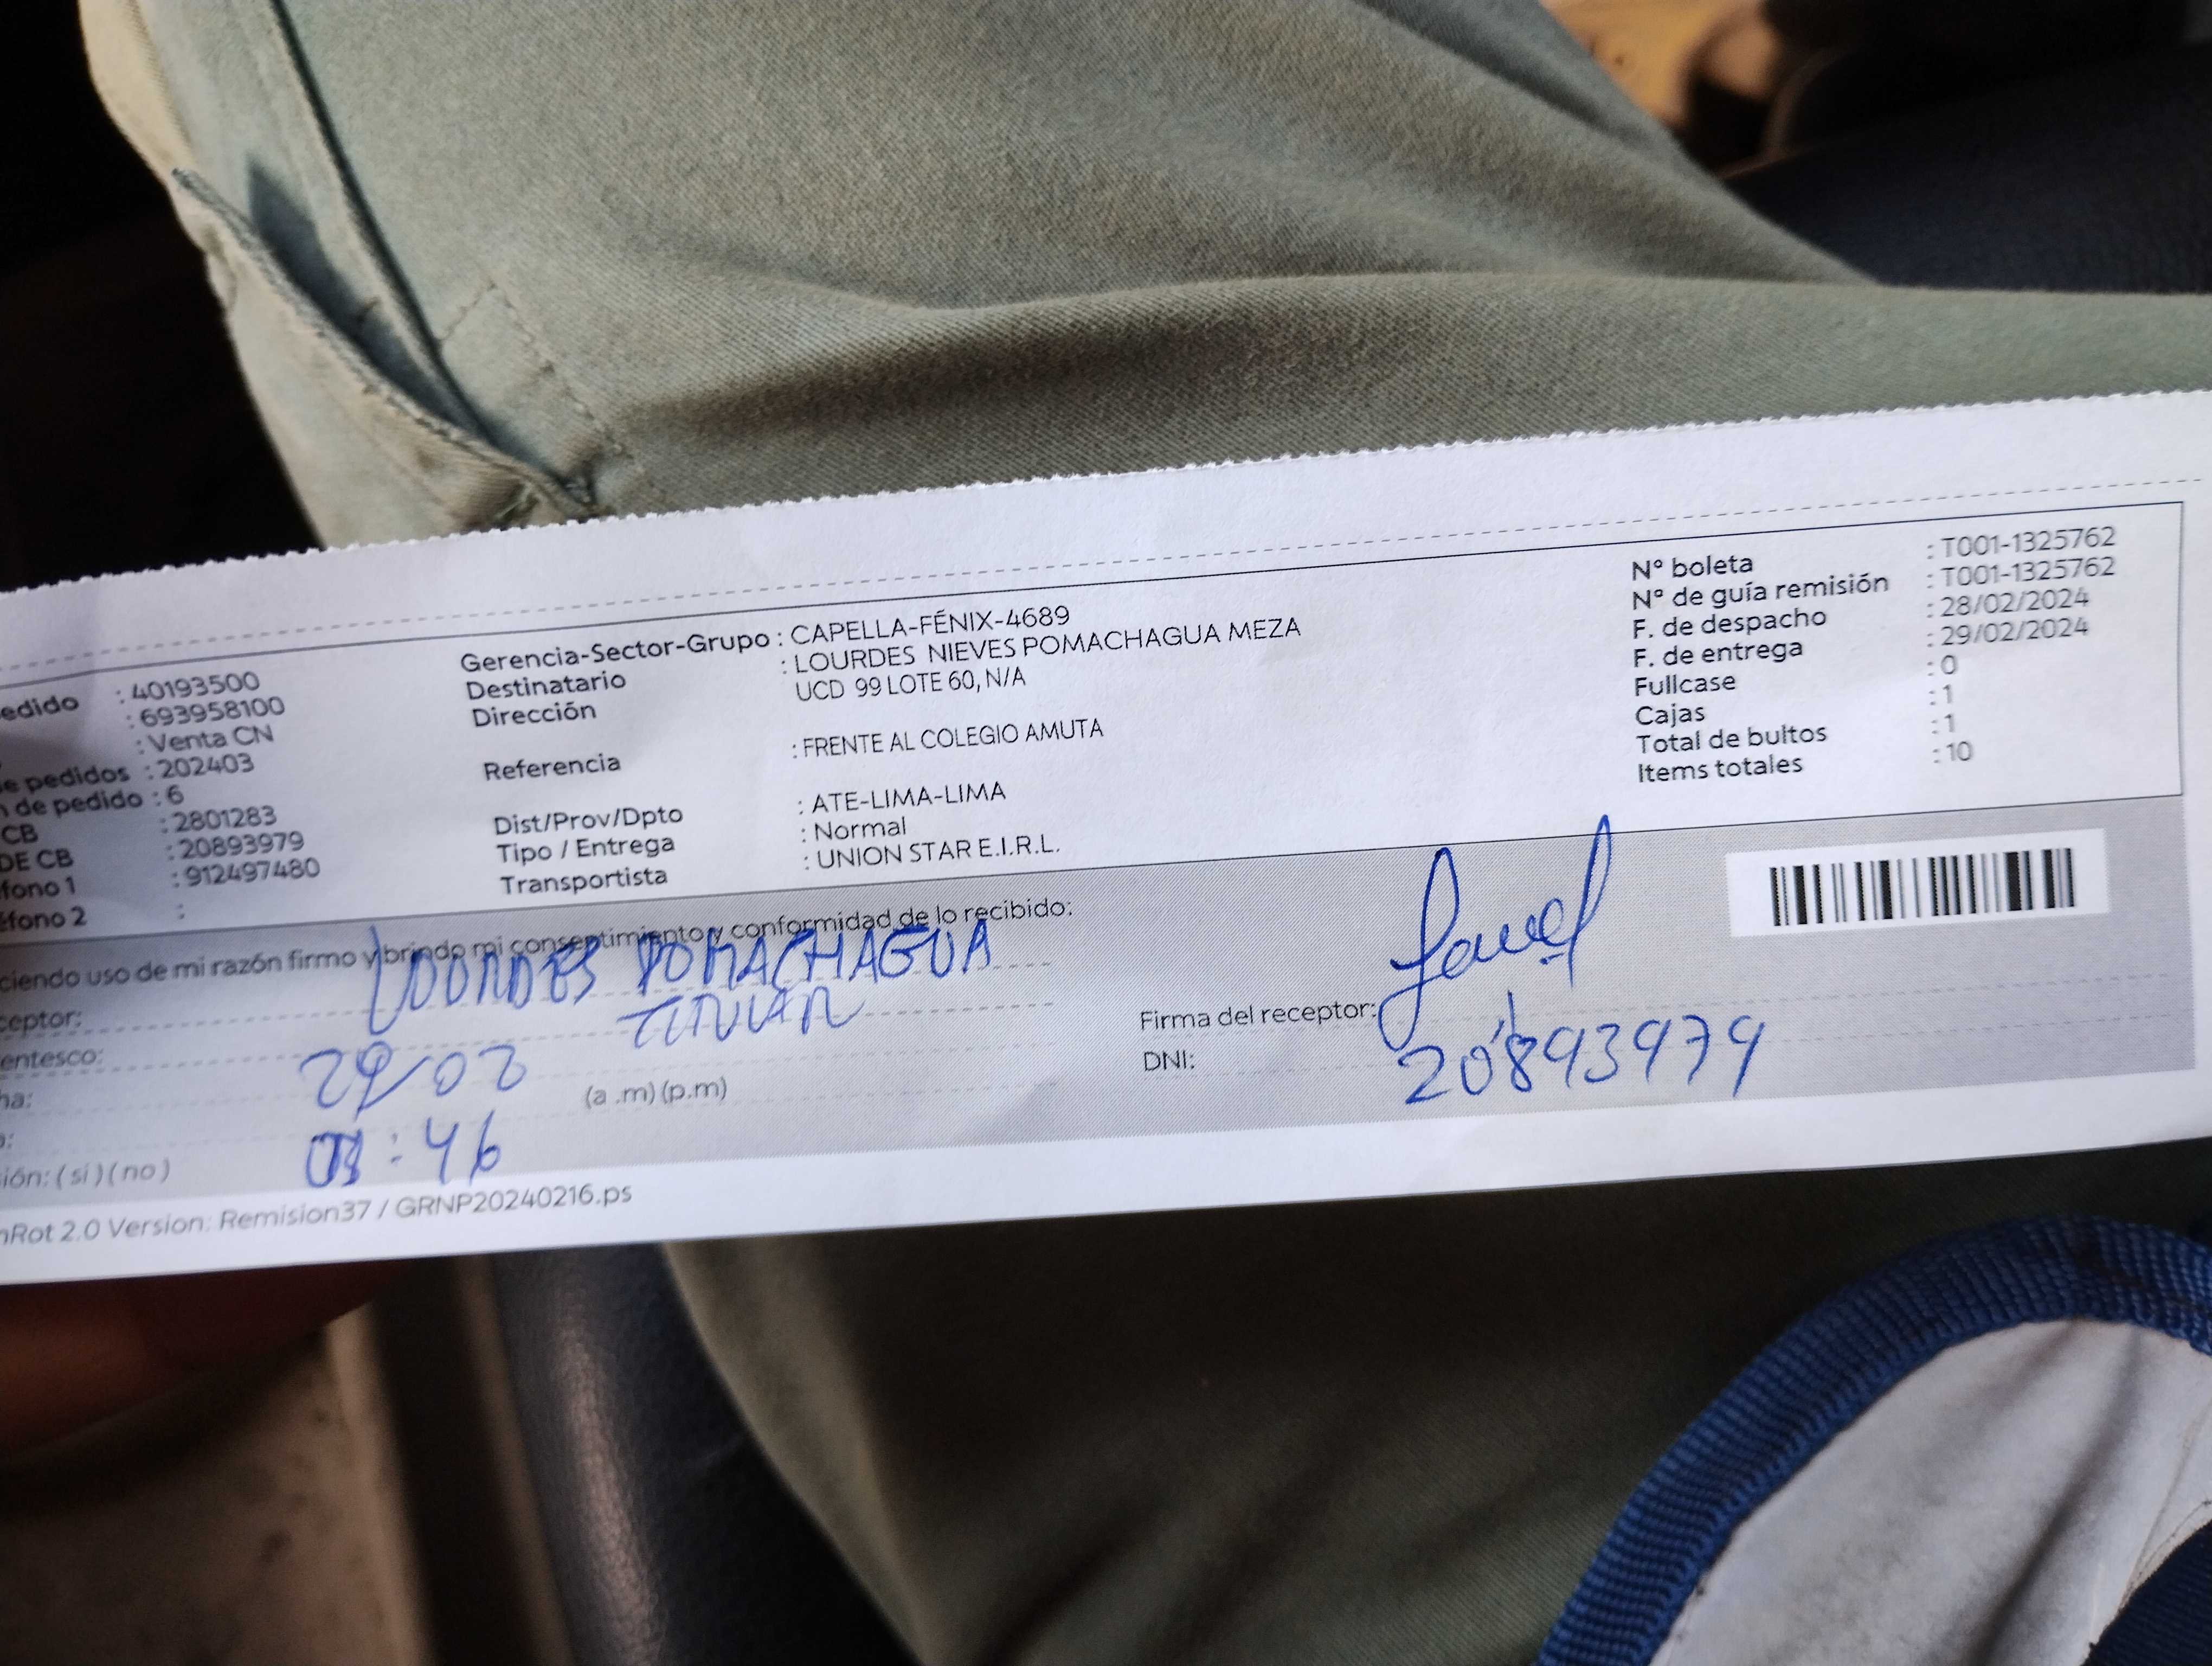 edido : 40193500
: 693958100
: Venta CN
e pedidos : 202403
n de pedido : 6
CB : 2801283
DE CB : 20893979
fono 1 : 912497480
éfono 2 :
Gerencia-Sector-Grupo : CAPELLA-FÉNIX-4689
Destinatario : LOURDES NIEVES POMACHAGUA MEZA
Dirección UCD 99 LOTE 60, N/A
Referencia : FRENTE AL COLEGIO AMUTA
Dist/Prov/Dpto : ATE-LIMA-LIMA
Tipo / Entrega : Normal
Transportista : UNION STAR E.I.R.L.
Nº boleta : T001-1325762
Nº de guía remisión : T001-1325762
F. de despacho : 28/02/2024
F. de entrega : 29/02/2024
Fullcase : 0
Cajas : 1
Total de bultos : 1
Items totales : 10
ciendo uso de mi razón firmo y brindo mi consentimiento y conformidad de lo recibido:
ceptor: LOURDES POMACHAGUA
entesco: TITULAR
ha: 29/02
: 46 (a .m) (p.m)
ión: ( sí ) ( no )
Firma del receptor:
DNI: 20893979
nRot 2.0 Version: Remision37 / GRNP20240216.ps